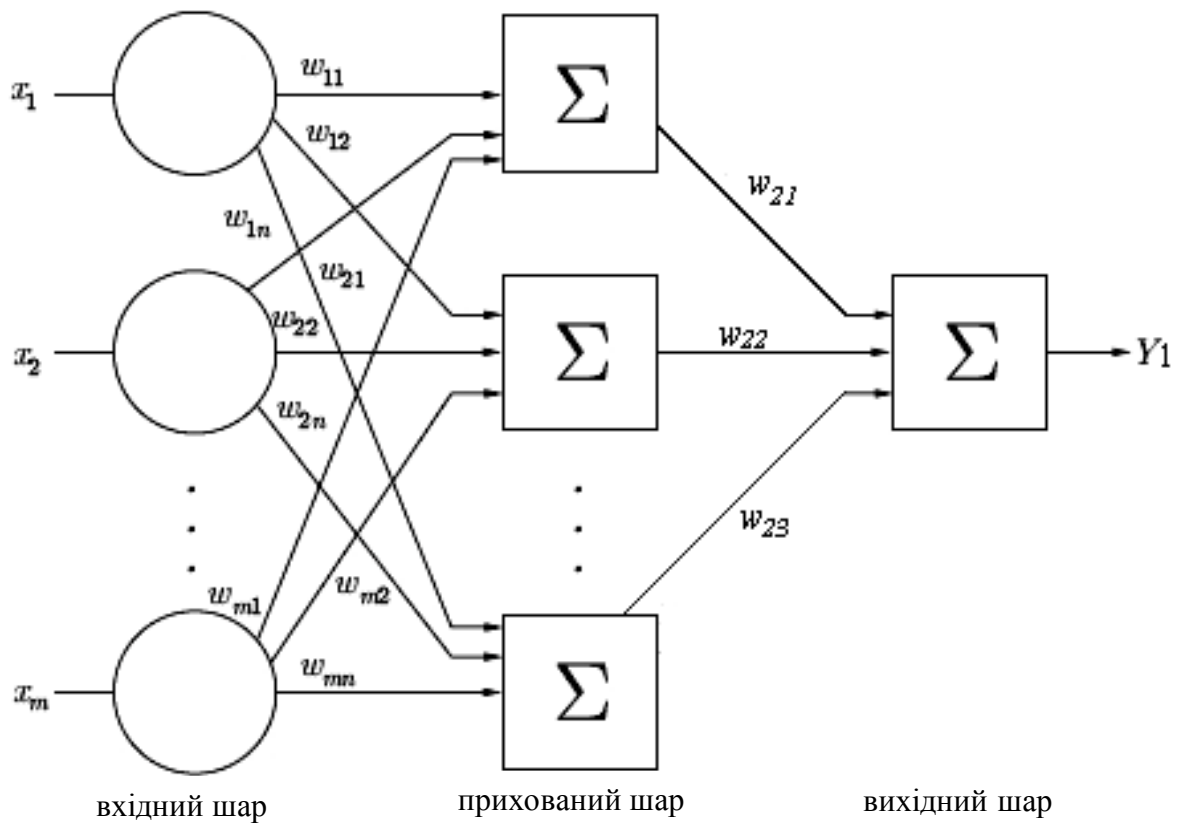 x₁
w₁₁
Σ
w₁₂
w₂₁
w₁ₙ
w₂₁
w₂₂
x₂
Σ
w₂₂
Σ
Y1
w₂ₙ
w₂₃
wₘ₁
wₘ₂
wₘₙ
xₘ
Σ
вхідний шар
прихований шар
вихідний шар